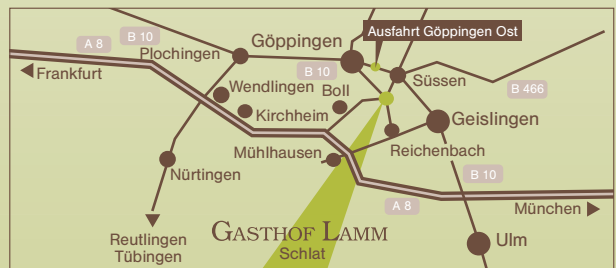 A 8
B 10
Plochingen
Göppingen
Ausfahrt Göppingen Ost
Frankfurt
B 10
Süssen
Wendlingen
Boll
B 466
Kirchheim
Geislingen
Mühlhausen
Reichenbach
Nürtingen
B 10
A 8
München
Gasthof Lamm
Schlat
Reutlingen
Tübingen
Ulm